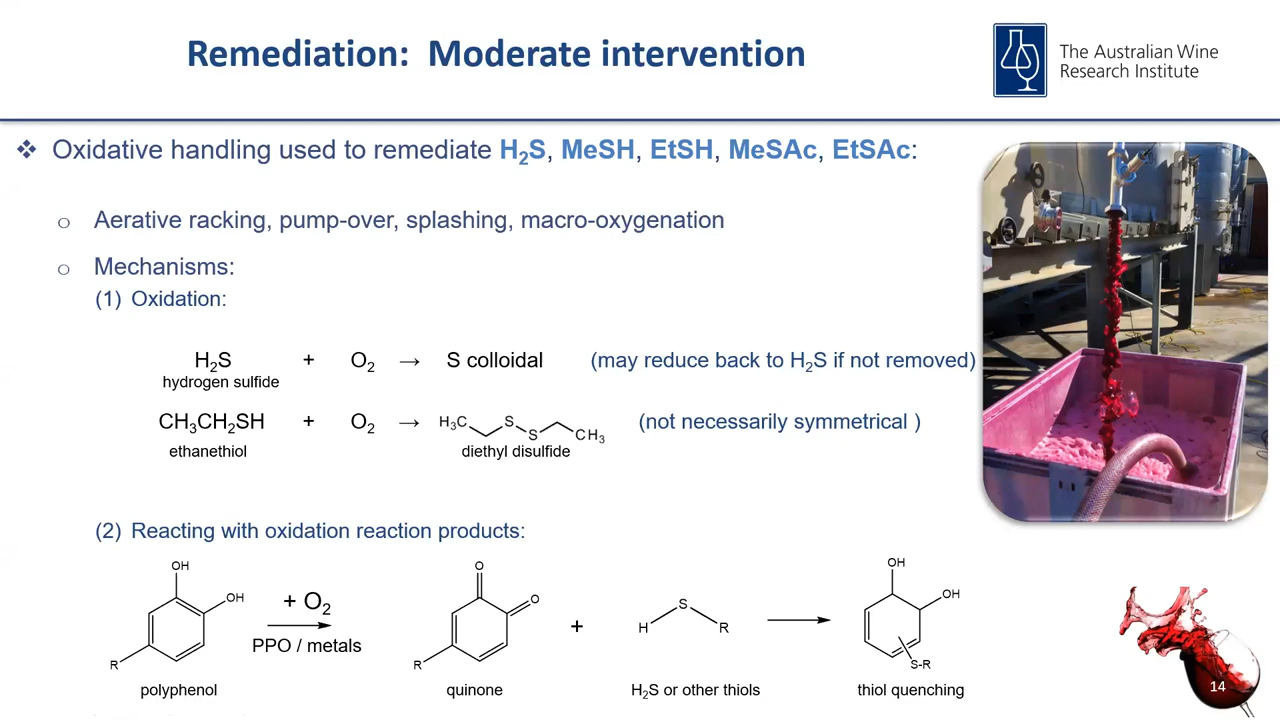 Remediation: Moderate intervention
The Australian Wine
Research Institute
❖ Oxidative handling used to remediate H₂S, MeSH, EtSH, MeSAc, EtSAc:
o Aerative racking, pump-over, splashing, macro-oxygenation
o Mechanisms:
(1) Oxidation:
H₂S + O₂ → S colloidal (may reduce back to H₂S if not removed)
hydrogen sulfide
CH₃CH₂SH + O₂ → H₃C S S CH₃ (not necessarily symmetrical )
ethanethiol diethyl disulfide
(2) Reacting with oxidation reaction products:
OH OH R
+ O₂
PPO / metals
O O R
+
H S R
OH OH S-R
polyphenol quinone H₂S or other thiols thiol quenching
14